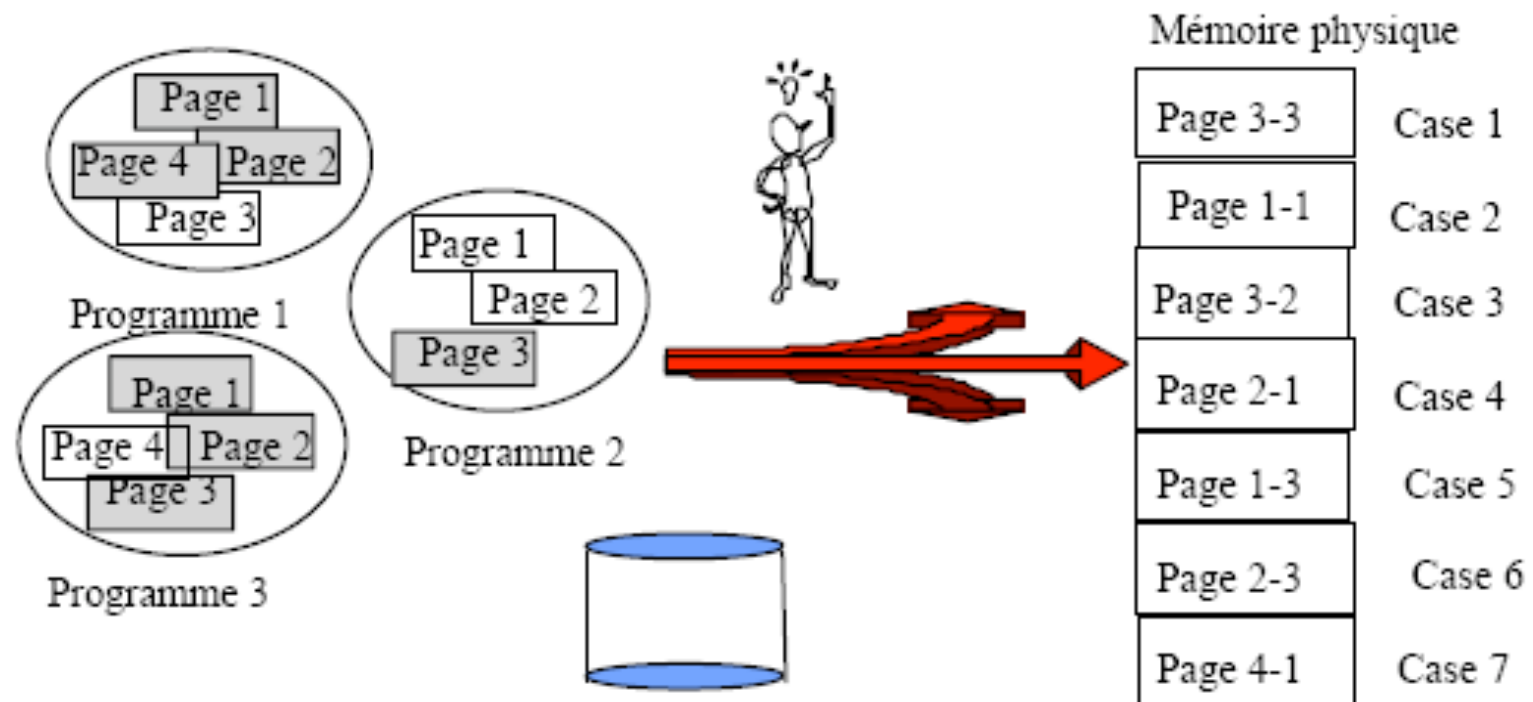 Page 1
Page 4
Page 2
Page 3
Programme 1
Page 1
Page 2
Page 3
Programme 2
Page 1
Page 4
Page 2
Page 3
Programme 3
Mémoire physique
Page 3-3 Case 1
Page 1-1 Case 2
Page 3-2 Case 3
Page 2-1 Case 4
Page 1-3 Case 5
Page 2-3 Case 6
Page 4-1 Case 7